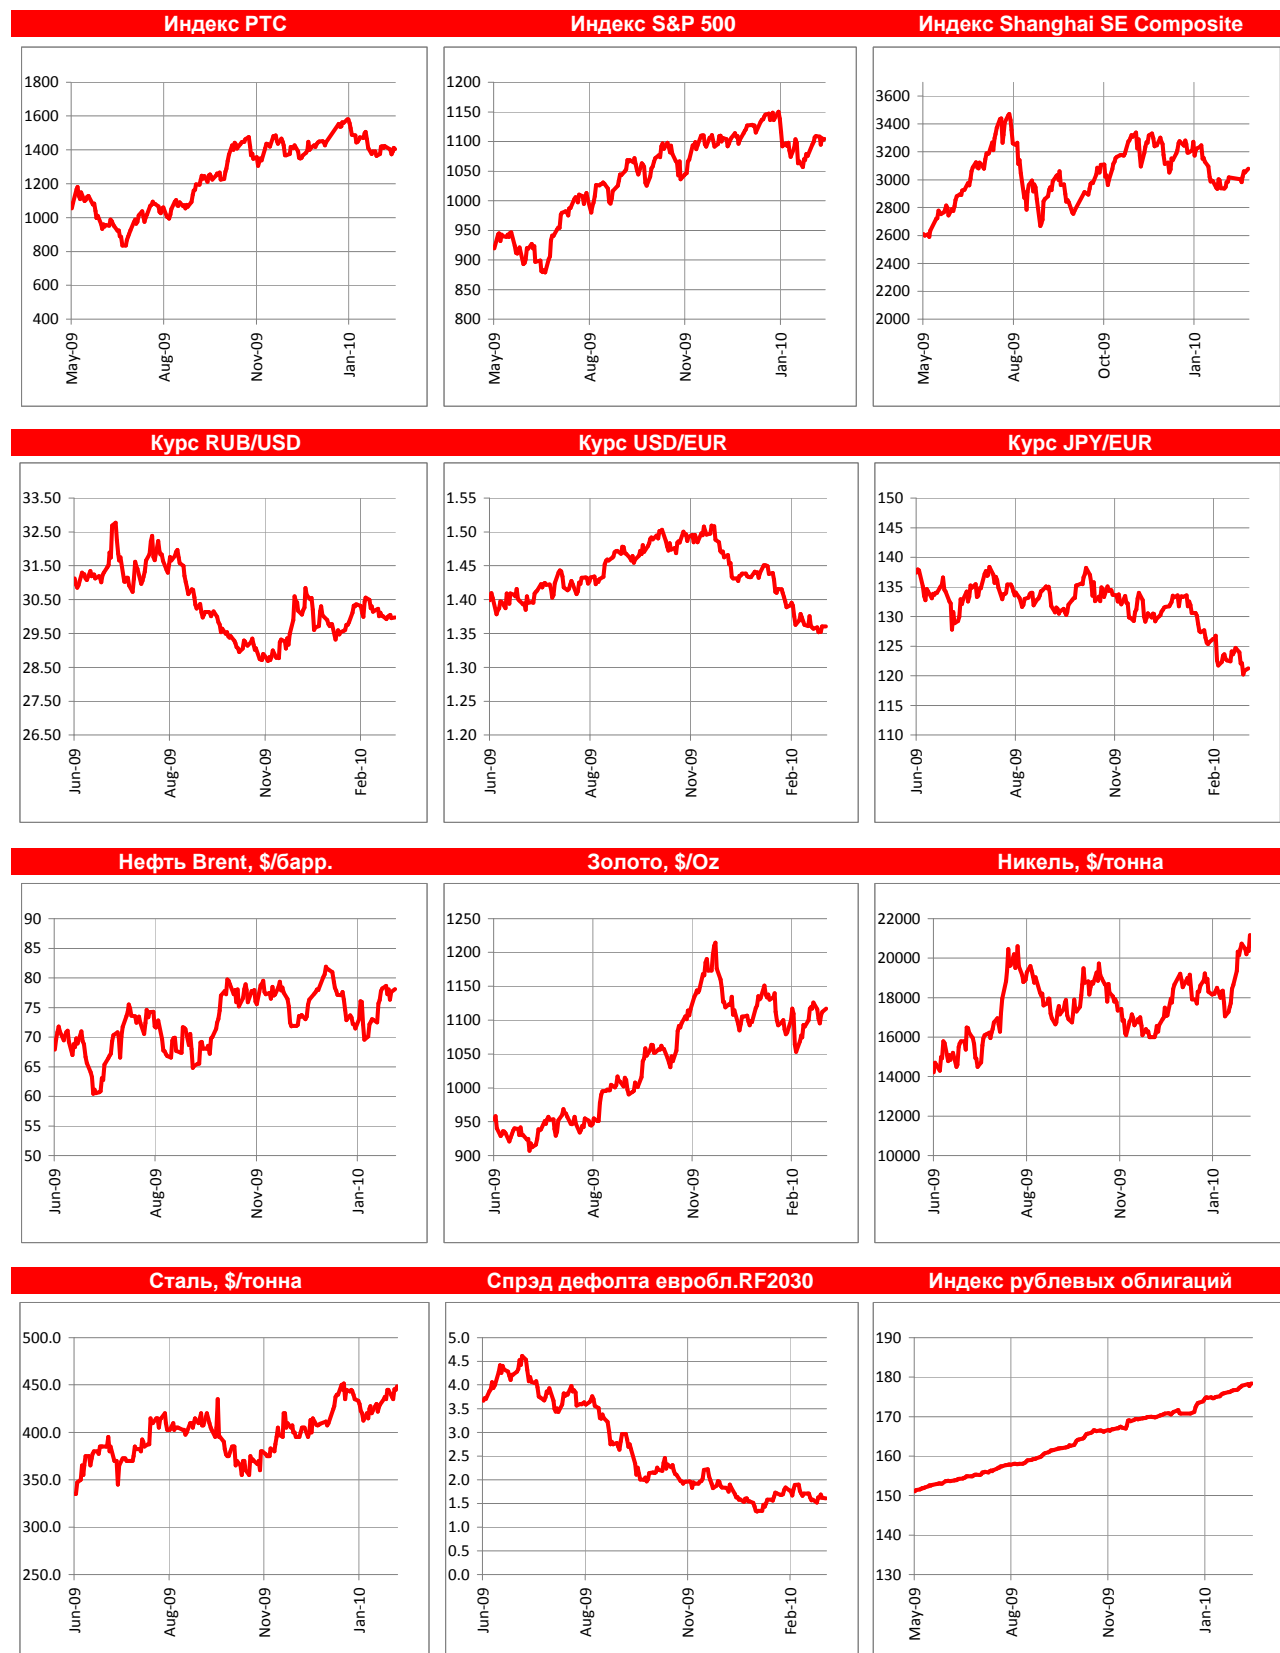 Индекс РТС
Индекс S&P 500
Индекс Shanghai SE Composite
1800
1600
1400
1200
1000
800
600
400
May-09
Aug-09
Nov-09
Jan-10
1200
1150
1100
1050
1000
950
900
850
800
May-09
Aug-09
Nov-09
Jan-10
3600
3400
3200
3000
2800
2600
2400
2200
2000
May-09
Aug-09
Oct-09
Jan-10
Курс RUB/USD
Курс USD/EUR
Курс JPY/EUR
33.50
32.50
31.50
30.50
29.50
28.50
27.50
26.50
Jun-09
Aug-09
Nov-09
Feb-10
1.55
1.50
1.45
1.40
1.35
1.30
1.25
1.20
Jun-09
Aug-09
Nov-09
Feb-10
150
145
140
135
130
125
120
115
110
Jun-09
Aug-09
Nov-09
Feb-10
Нефть Brent, $/барр.
Золото, $/Oz
Никель, $/тонна
90
85
80
75
70
65
60
55
50
Jun-09
Aug-09
Nov-09
Jan-10
1250
1200
1150
1100
1050
1000
950
900
Jun-09
Aug-09
Nov-09
Feb-10
22000
20000
18000
16000
14000
12000
10000
Jun-09
Aug-09
Nov-09
Jan-10
Сталь, $/тонна
Спрэд дефолта евробл.RF2030
Индекс рублевых облигаций
500.0
450.0
400.0
350.0
300.0
250.0
Jun-09
Aug-09
Nov-09
Jan-10
5.0
4.5
4.0
3.5
3.0
2.5
2.0
1.5
1.0
0.5
0.0
Jun-09
Aug-09
Nov-09
Feb-10
190
180
170
160
150
140
130
May-09
Aug-09
Nov-09
Jan-10